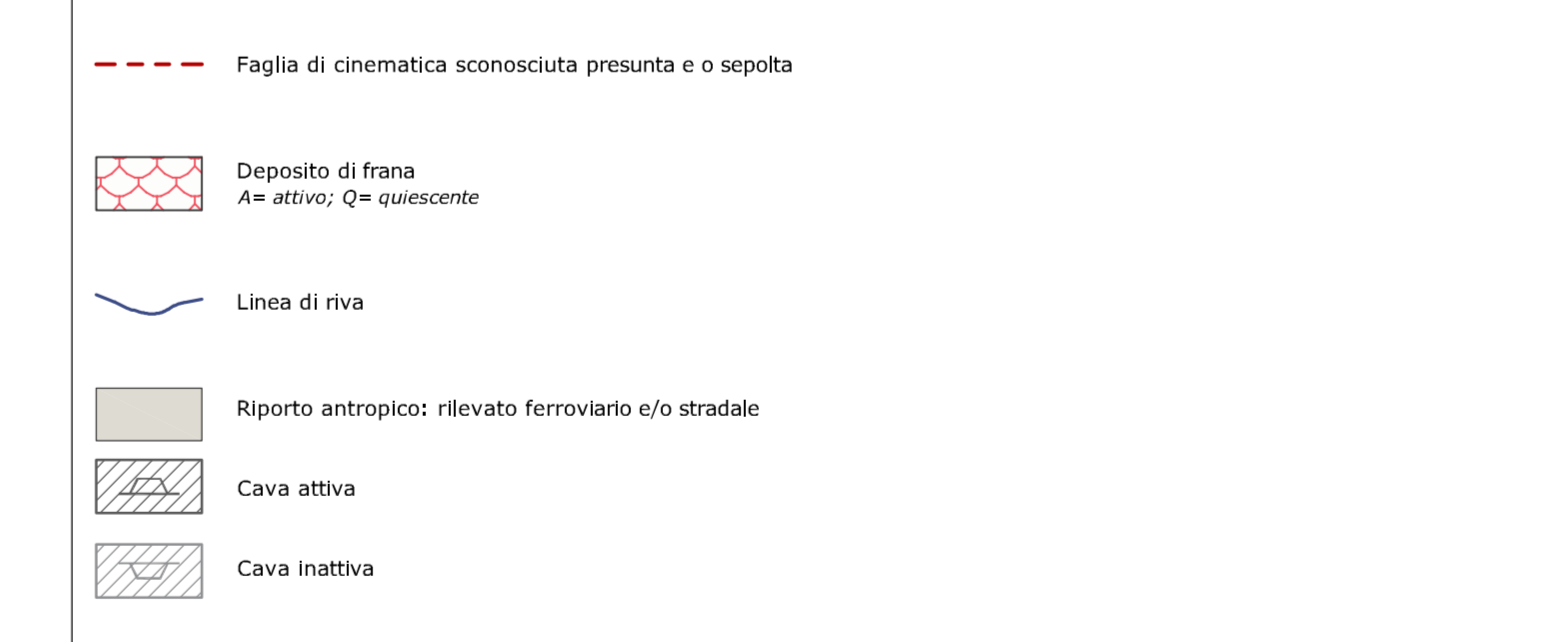 Faglia di cinematica sconosciuta presunta e o sepolta
Deposito di frana
A= attivo; Q= quiescente
Linea di riva
Riporto antropico: rilevato ferroviario e/o stradale
Cava attiva
Cava inattiva